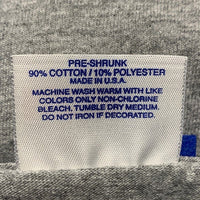 PRE-SHRUNK
90% COTTON / 10% POLYESTER
MADE IN U.S.A.
MACHINE WASH WARM WITH LIKE
COLORS ONLY NON-CHLORINE
BLEACH, TUMBLE DRY MEDIUM.
DO NOT IRON IF DECORATED.